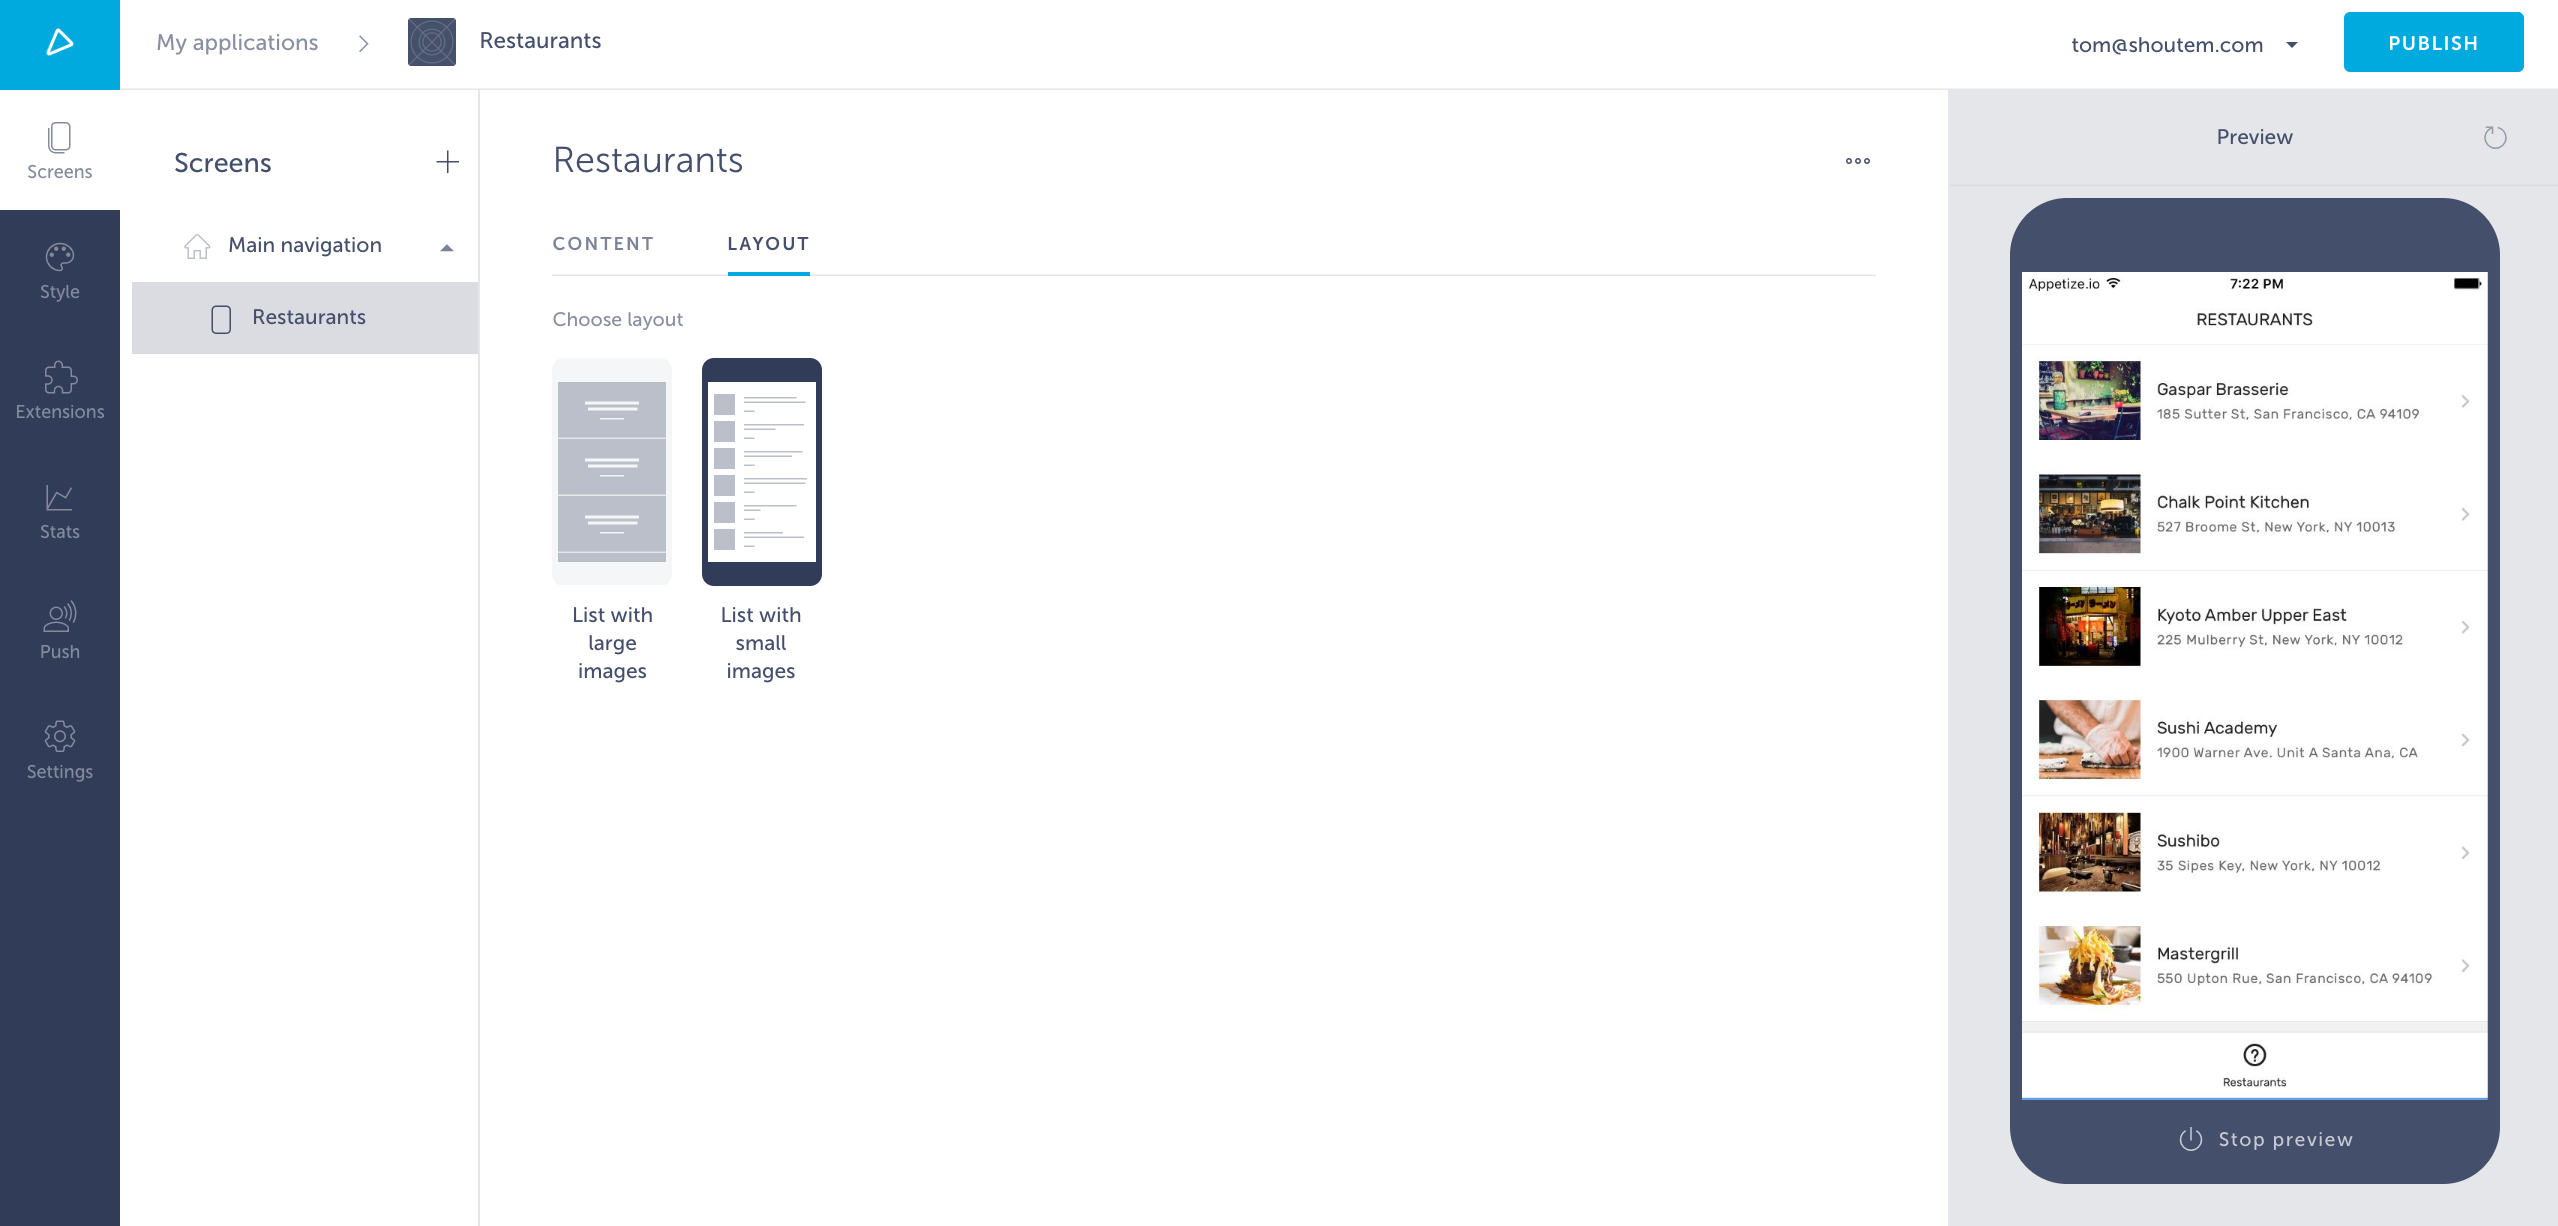 My applications
Restaurants
tom@shoutem.com
PUBLISH
Screens
Style
Extensions
Stats
Push
Settings
Screens
Main navigation
Restaurants
Restaurants
CONTENT
LAYOUT
Choose layout
List with
large
images
List with
small
images
Preview
Appetize.io
7:22 PM
RESTAURANTS
Gaspar Brasserie
185 Sutter St, San Francisco, CA 94109
Chalk Point Kitchen
527 Broome St, New York, NY 10013
Kyoto Amber Upper East
225 Mulberry St, New York, NY 10012
Sushi Academy
1900 Warner Ave. Unit A Santa Ana, CA
Sushibo
35 Sipes Key, New York, NY 10012
Mastergrill
550 Upton Rue, San Francisco, CA 94109
Restaurants
Stop preview